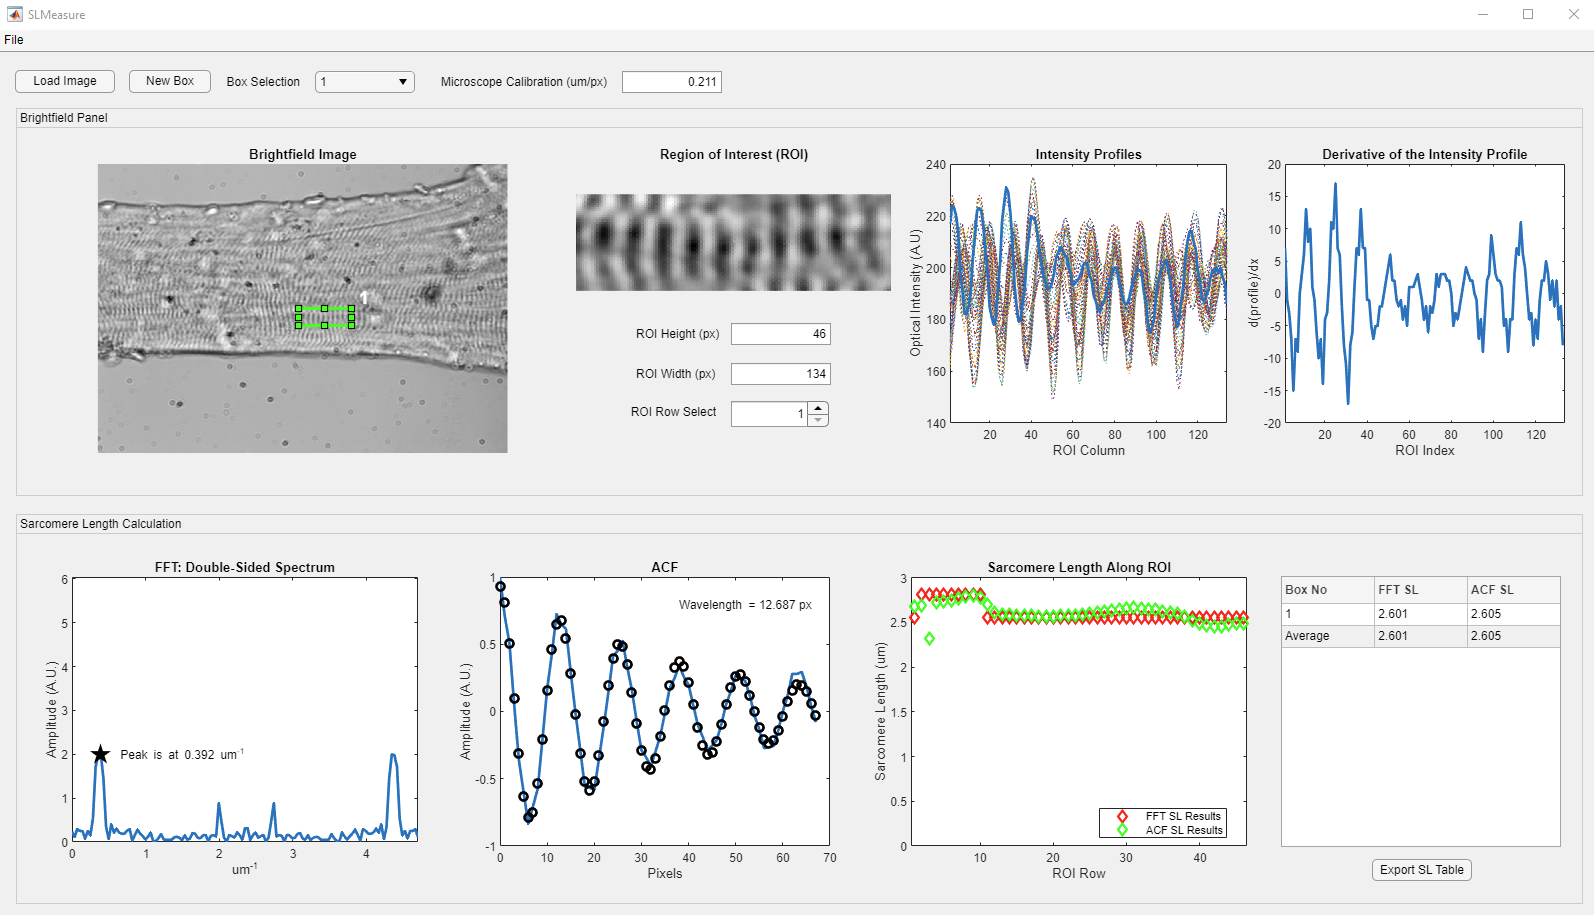 SLMeasure
File
Load Image
New Box
Box Selection
1
Microscope Calibration (um/px)
0.211
Brightfield Panel
Brightfield Image
1
Region of Interest (ROI)
ROI Height (px)
46
ROI Width (px)
134
ROI Row Select
1
Intensity Profiles
Optical Intensity (A.U)
240
220
200
180
160
140
20 40 60 80 100 120
ROI Column
Derivative of the Intensity Profile
d(profile)/dx
20
15
10
5
0
-5
-10
-15
-20
20 40 60 80 100 120
ROI Index
Sarcomere Length Calculation
FFT: Double-Sided Spectrum
Amplitude (A.U.)
6
5
4
3
2
1
0
Peak is at 0.392 um-1
0 1 2 3 4
um-1
ACF
Amplitude (A.U.)
1
0.5
0
-0.5
-1
Wavelength = 12.687 px
0 10 20 30 40 50 60 70
Pixels
Sarcomere Length Along ROI
Sarcomere Length (um)
3
2.5
2
1.5
1
0.5
0
FFT SL Results
ACF SL Results
10 20 30 40
ROI Row
Box No FFT SL ACF SL
1 2.601 2.605
Average 2.601 2.605
Export SL Table